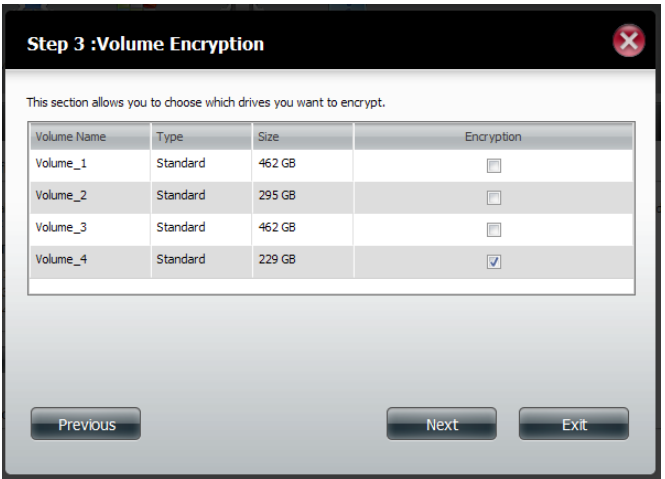 Step 3 :Volume Encryption
This section allows you to choose which drives you want to encrypt.
Volume Name Type Size Encryption
Volume_1 Standard 462 GB
Volume_2 Standard 295 GB
Volume_3 Standard 462 GB
Volume_4 Standard 229 GB
Previous Next Exit